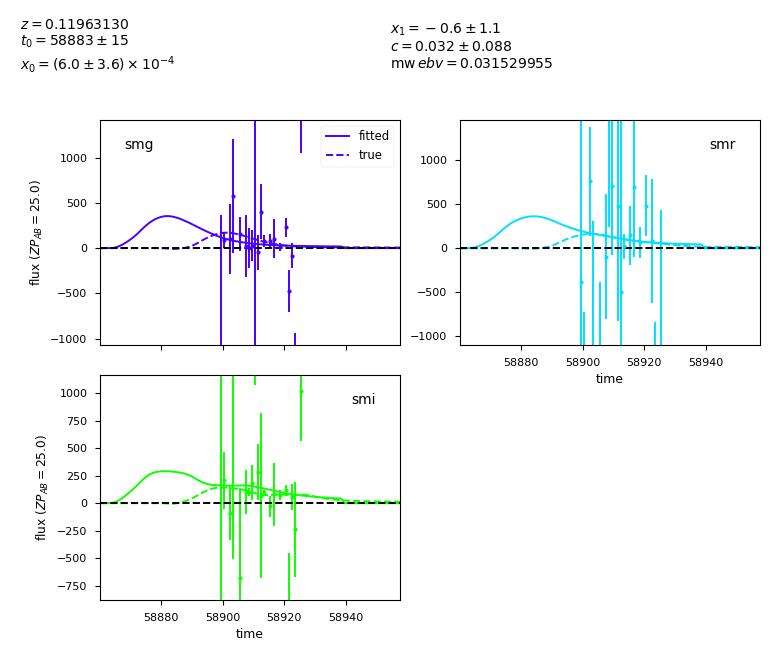 z = 0.11963130
t0 = 58883 ± 15
x0 = (6.0 ± 3.6) × 10^−4
x1 = −0.6 ± 1.1
c = 0.032 ± 0.088
mw ebv = 0.031529955
smg
fitted
true
1000
500
0
−500
−1000
flux (ZP_AB = 25.0)
smr
1000
500
0
−500
−1000
58880 58900 58920 58940
time
smi
1000
750
500
250
0
−250
−500
−750
flux (ZP_AB = 25.0)
58880 58900 58920 58940
time